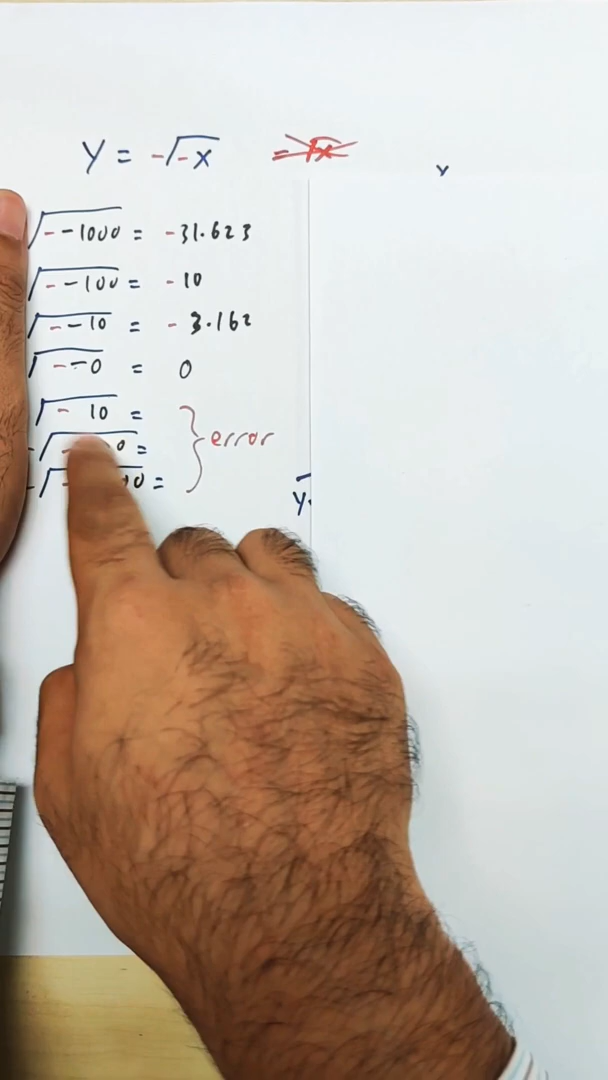 Y = -√-x = √x
Y
√--1000 = -31.623
√--100 = -10
√--10 = - 3.162
√--0 = 0
√-10 =
error
Y